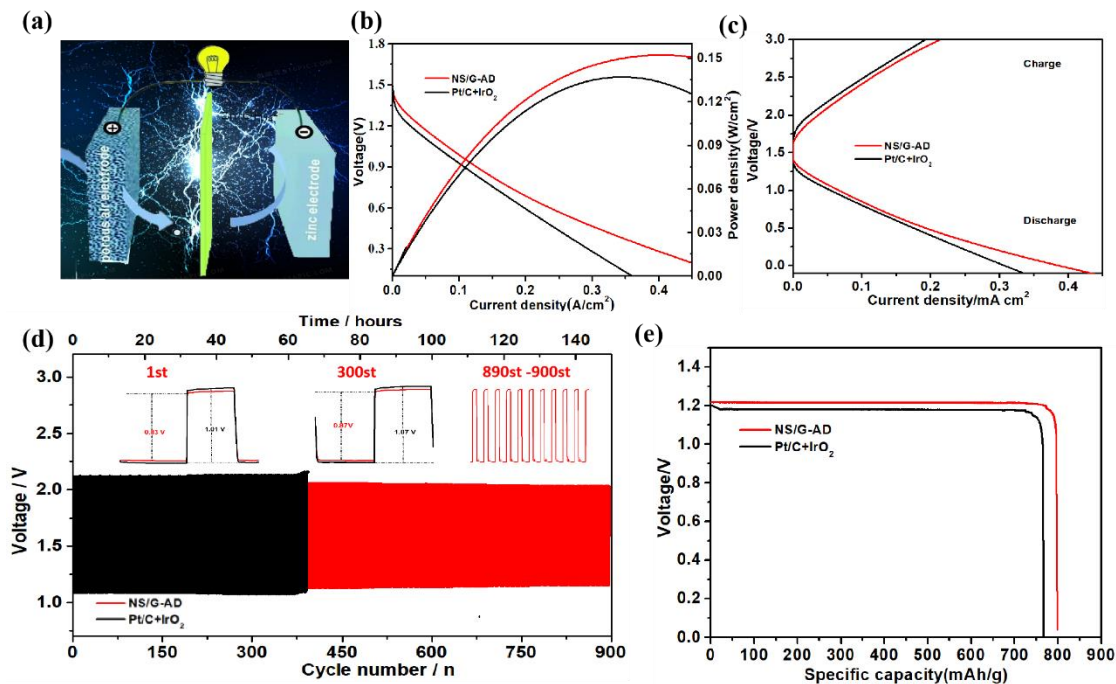 (a)
porous air electrode
zinc electrode
(b)
1.8
1.5
1.2
0.9
0.6
0.3
Voltage(V)
NS/G-AD
Pt/C+IrO₂
0.15
0.12
0.09
0.06
0.03
0.00
Power density(W/cm²)
0.0 0.1 0.2 0.3 0.4
Current density(A/cm²)
(c)
3.0
2.5
2.0
1.5
1.0
0.5
0.0
Voltage/V
Charge
NS/G-AD
Pt/C+IrO₂
Discharge
0.0 0.1 0.2 0.3 0.4
Current density/mA cm²
(d)
Time / hours
0 20 40 60 80 100 120 140
3.0
2.5
2.0
1.5
1.0
Voltage / V
1st
1.01 V
300st
0.97 V
1.07 V
890st -900st
NS/G-AD
Pt/C+IrO₂
0 150 300 450 600 750 900
Cycle number / n
(e)
1.4
1.2
1.0
0.8
0.6
0.4
0.2
0.0
Voltage/V
NS/G-AD
Pt/C+IrO₂
0 100 200 300 400 500 600 700 800 900
Specific capacity(mAh/g)